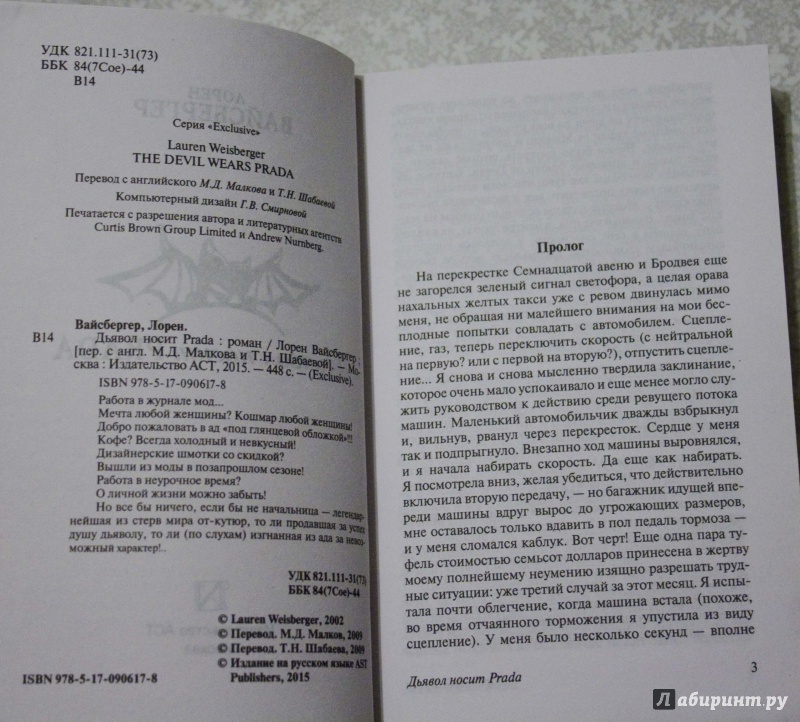 УДК 821.111-31(73)
ББК 84(7Сое)-44
В14
Серия «Exclusive»
Lauren Weisberger
THE DEVIL WEARS PRADA
Перевод с английского М.Д. Малкова и Т.Н. Шабаевой
Компьютерный дизайн Г.В. Смирновой
Печатается с разрешения автора и литературных агентств
Curtis Brown Group Limited и Andrew Nurnberg.
Вайсбергер, Лорен.
В14 Дьявол носит Prada : роман / Лорен Вайсбергер ;
[пер. с англ. М.Д. Малкова и Т.Н. Шабаевой]. — Мо-
сква : Издательство АСТ, 2015. — 448 с. — (Exclusive).
ISBN 978-5-17-090617-8
Работа в журнале мод...
Мечта любой женщины? Кошмар любой женщины!
Добро пожаловать в ад «под глянцевой обложкой»!!!
Кофе? Всегда холодный и невкусный!
Дизайнерские шмотки со скидкой?
Вышли из моды в позапрошлом сезоне!
Работа в неурочное время?
О личной жизни можно забыть!
Но все бы ничего, если бы не начальница — легендар-
нейшая из стерв мира от-кутюр, то ли продавшая за успех
душу дьяволу, то ли (по слухам) изгнанная из ада за невоз-
можный характер!..
УДК 821.111-31(73)
ББК 84(7Сое)-44
© Lauren Weisberger, 2002
© Перевод. М.Д. Малков, 2009
© Перевод. Т.Н. Шабаева, 2009
© Издание на русском языке AST
Publishers, 2015
ISBN 978-5-17-090617-8
Пролог
На перекрестке Семнадцатой авеню и Бродвея еще
не загорелся зеленый сигнал светофора, а целая орава
нахальных желтых такси уже с ревом двинулась мимо
меня, не обращая ни малейшего внимания на мои бес-
плодные попытки совладать с автомобилем. Сцепле-
ние, газ, теперь переключить скорость (с нейтральной
на первую? или с первой на вторую?), отпустить сцепле-
ние... Я снова и снова мысленно твердила заклинание,
которое очень мало успокаивало и еще менее могло слу-
жить руководством к действию среди ревущего потока
машин. Маленький автомобильчик дважды взбрыкнул
и, вильнув, рванул через перекресток. Сердце у меня
так и подпрыгнуло. Внезапно ход машины выровнялся,
и я начала набирать скорость. Да еще как набирать.
Я посмотрела вниз, желая убедиться, что действительно
включила вторую передачу, — но багажник идущей впе-
реди машины вдруг вырос до угрожающих размеров,
мне оставалось только вдавить в пол педаль тормоза —
и у меня сломался каблук. Вот черт! Еще одна пара ту-
фель стоимостью семьсот долларов принесена в жертву
моему полнейшему неумению изящно разрешать труд-
ные ситуации: уже третий случай за этот месяц. Я испы-
тала почти облегчение, когда машина встала (похоже,
во время отчаянного торможения я упустила из виду
сцепление). У меня было несколько секунд — вполне
Дьявол носит Prada
3
Лабиринт.ру